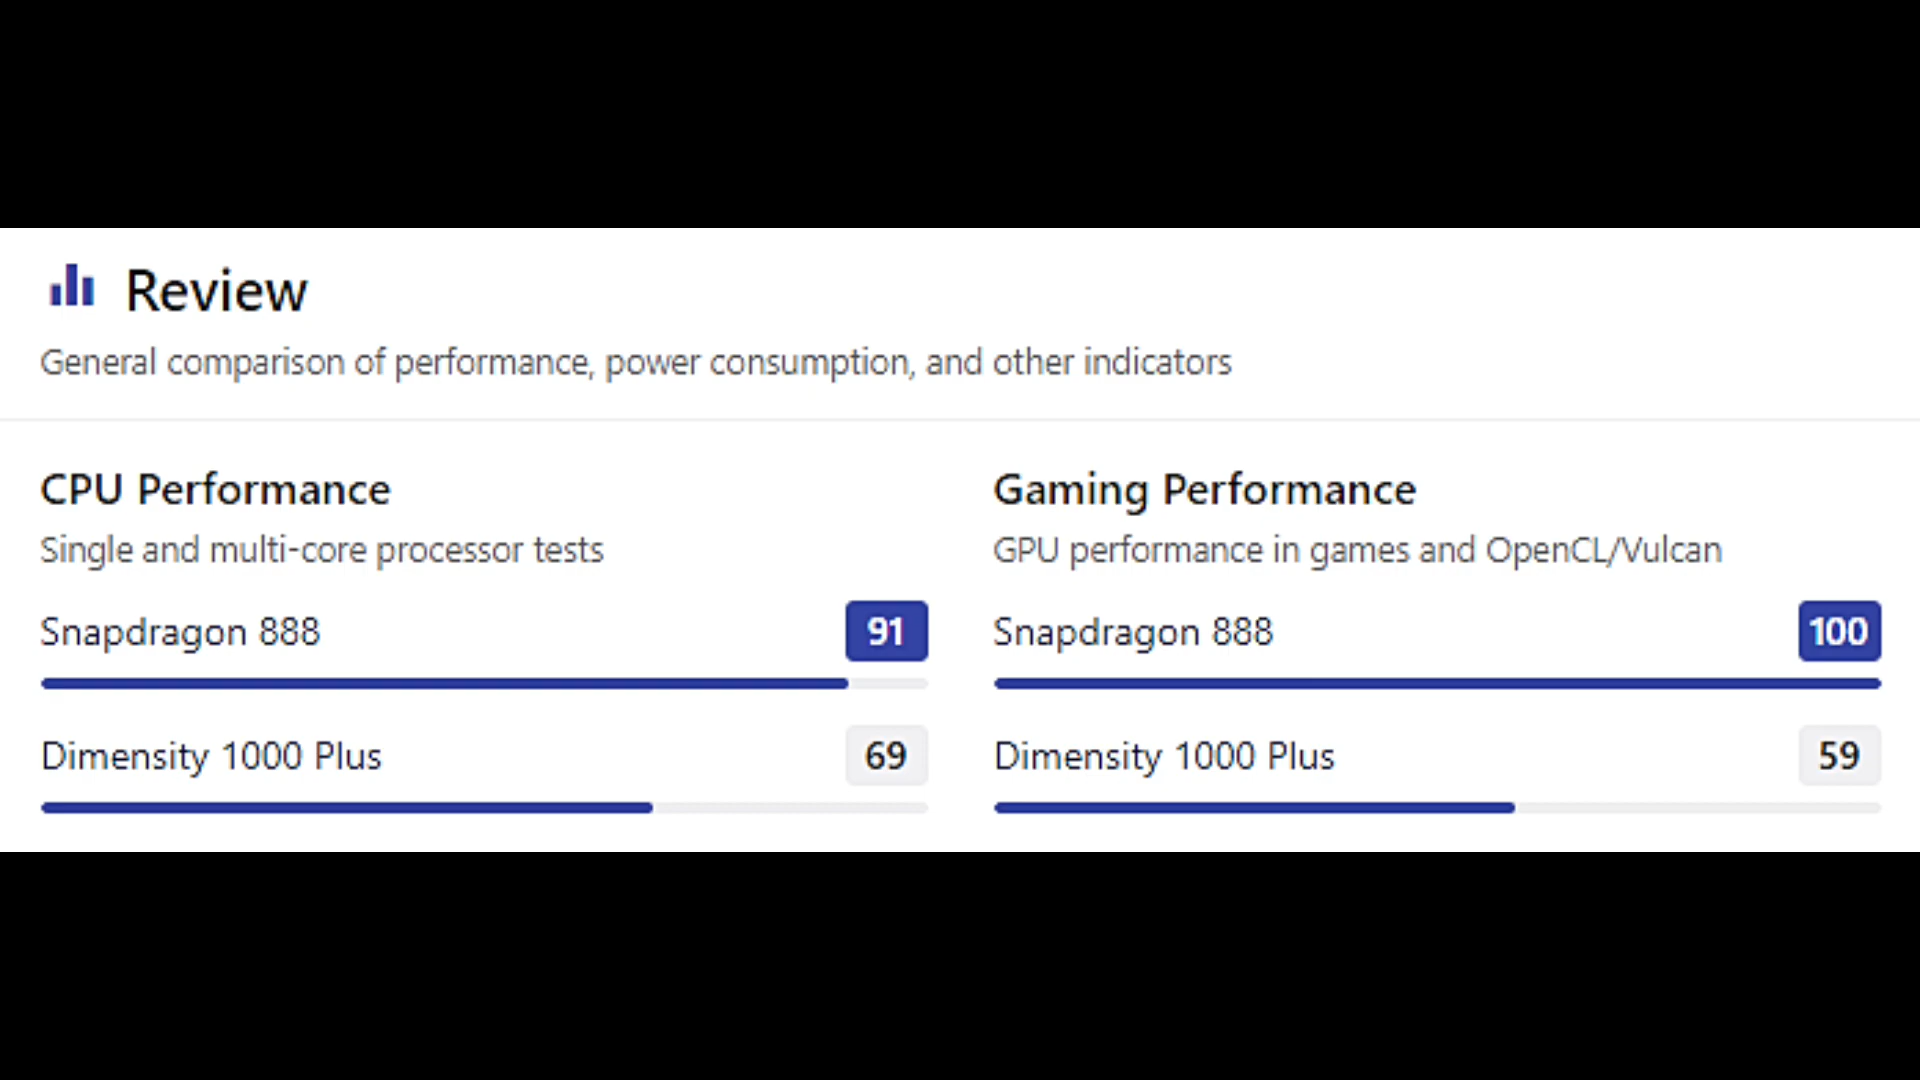 Review
General comparison of performance, power consumption, and other indicators
CPU Performance
Single and multi-core processor tests
Snapdragon 888
91
Dimensity 1000 Plus
69
Gaming Performance
GPU performance in games and OpenCL/Vulcan
Snapdragon 888
100
Dimensity 1000 Plus
59